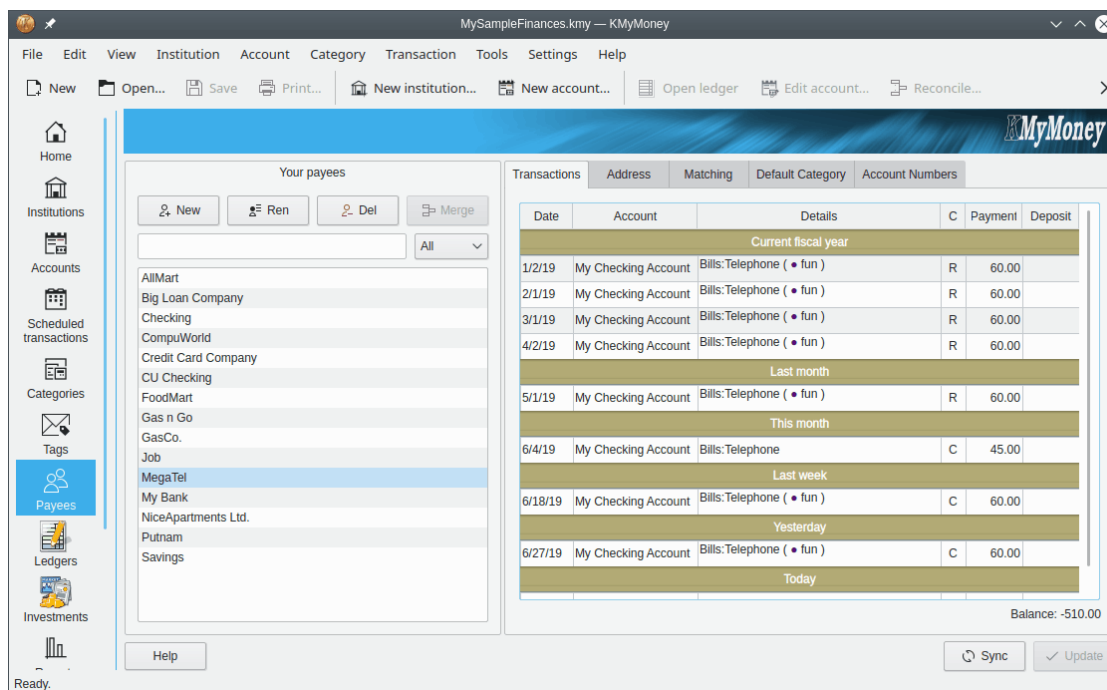 MySampleFinances.kmy — KMyMoney
File Edit View Institution Account Category Transaction Tools Settings Help
New Open... Save Print... New institution... New account... Open ledger Edit account... Reconcile...
KMyMoney
Home
Institutions
Accounts
Scheduled
transactions
Categories
Tags
Payees
Ledgers
Investments
Your payees
New Ren Del Merge
All
AllMart
Big Loan Company
Checking
CompuWorld
Credit Card Company
CU Checking
FoodMart
Gas n Go
GasCo.
Job
MegaTel
My Bank
NiceApartments Ltd.
Putnam
Savings
Transactions Address Matching Default Category Account Numbers
Date Account Details C Payment Deposit
Current fiscal year
1/2/19 My Checking Account Bills:Telephone ( ● fun ) R 60.00
2/1/19 My Checking Account Bills:Telephone ( ● fun ) R 60.00
3/1/19 My Checking Account Bills:Telephone ( ● fun ) R 60.00
4/2/19 My Checking Account Bills:Telephone ( ● fun ) R 60.00
Last month
5/1/19 My Checking Account Bills:Telephone ( ● fun ) R 60.00
This month
6/4/19 My Checking Account Bills:Telephone C 45.00
Last week
6/18/19 My Checking Account Bills:Telephone ( ● fun ) C 60.00
Yesterday
6/27/19 My Checking Account Bills:Telephone ( ● fun ) C 60.00
Today
Balance: -510.00
Help Sync Update
Ready.